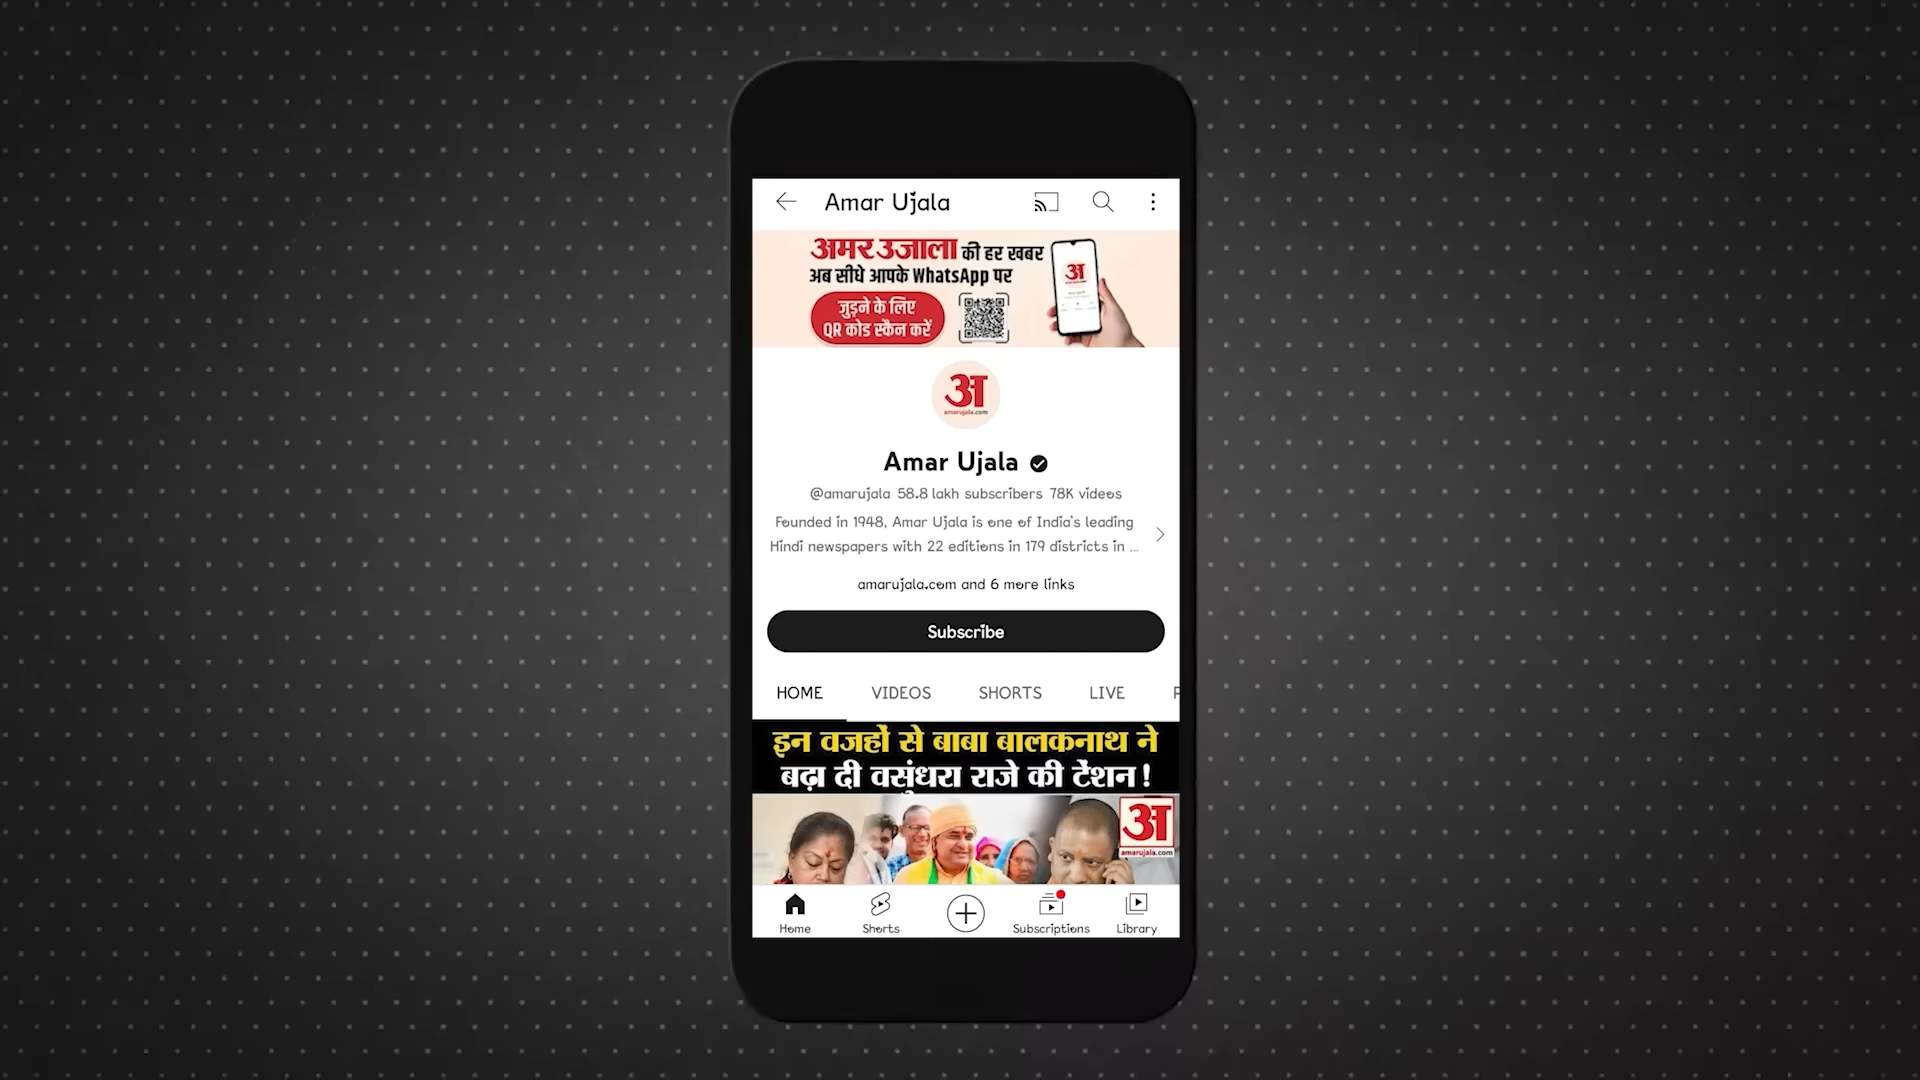 Amar Ujala
अमर उजाला की हर खबर
अब सीधे आपके WhatsApp पर
जुड़ने के लिए
QR कोड स्कैन करें
अ
अ
amarujala.com
Amar Ujala
@amarujala 58.8 lakh subscribers 78K videos
Founded in 1948, Amar Ujala is one of India's leading
Hindi newspapers with 22 editions in 179 districts in ...
amarujala.com and 6 more links
Subscribe
HOME VIDEOS SHORTS LIVE
इन वजहों से बाबा बालकनाथ ने
बढ़ा दी वसुंधरा राजे की टेंशन!
अ
amarujala.com
Home Shorts Subscriptions Library